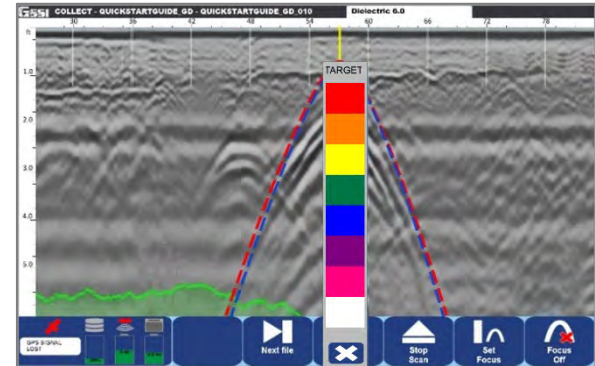 GSSI COLLECT - QUICKSTARTGUIDE_GD - QUICKSTARTGUIDE_GD_010 Dielectric 6.0
ft 30 36 42 48 54 60 66 72 78
TARGET
1.0
2.0
3.0
4.0
5.0
GPS SIGNAL
LOST
Next file
Stop
Scan
Set
Focus
Focus
Off